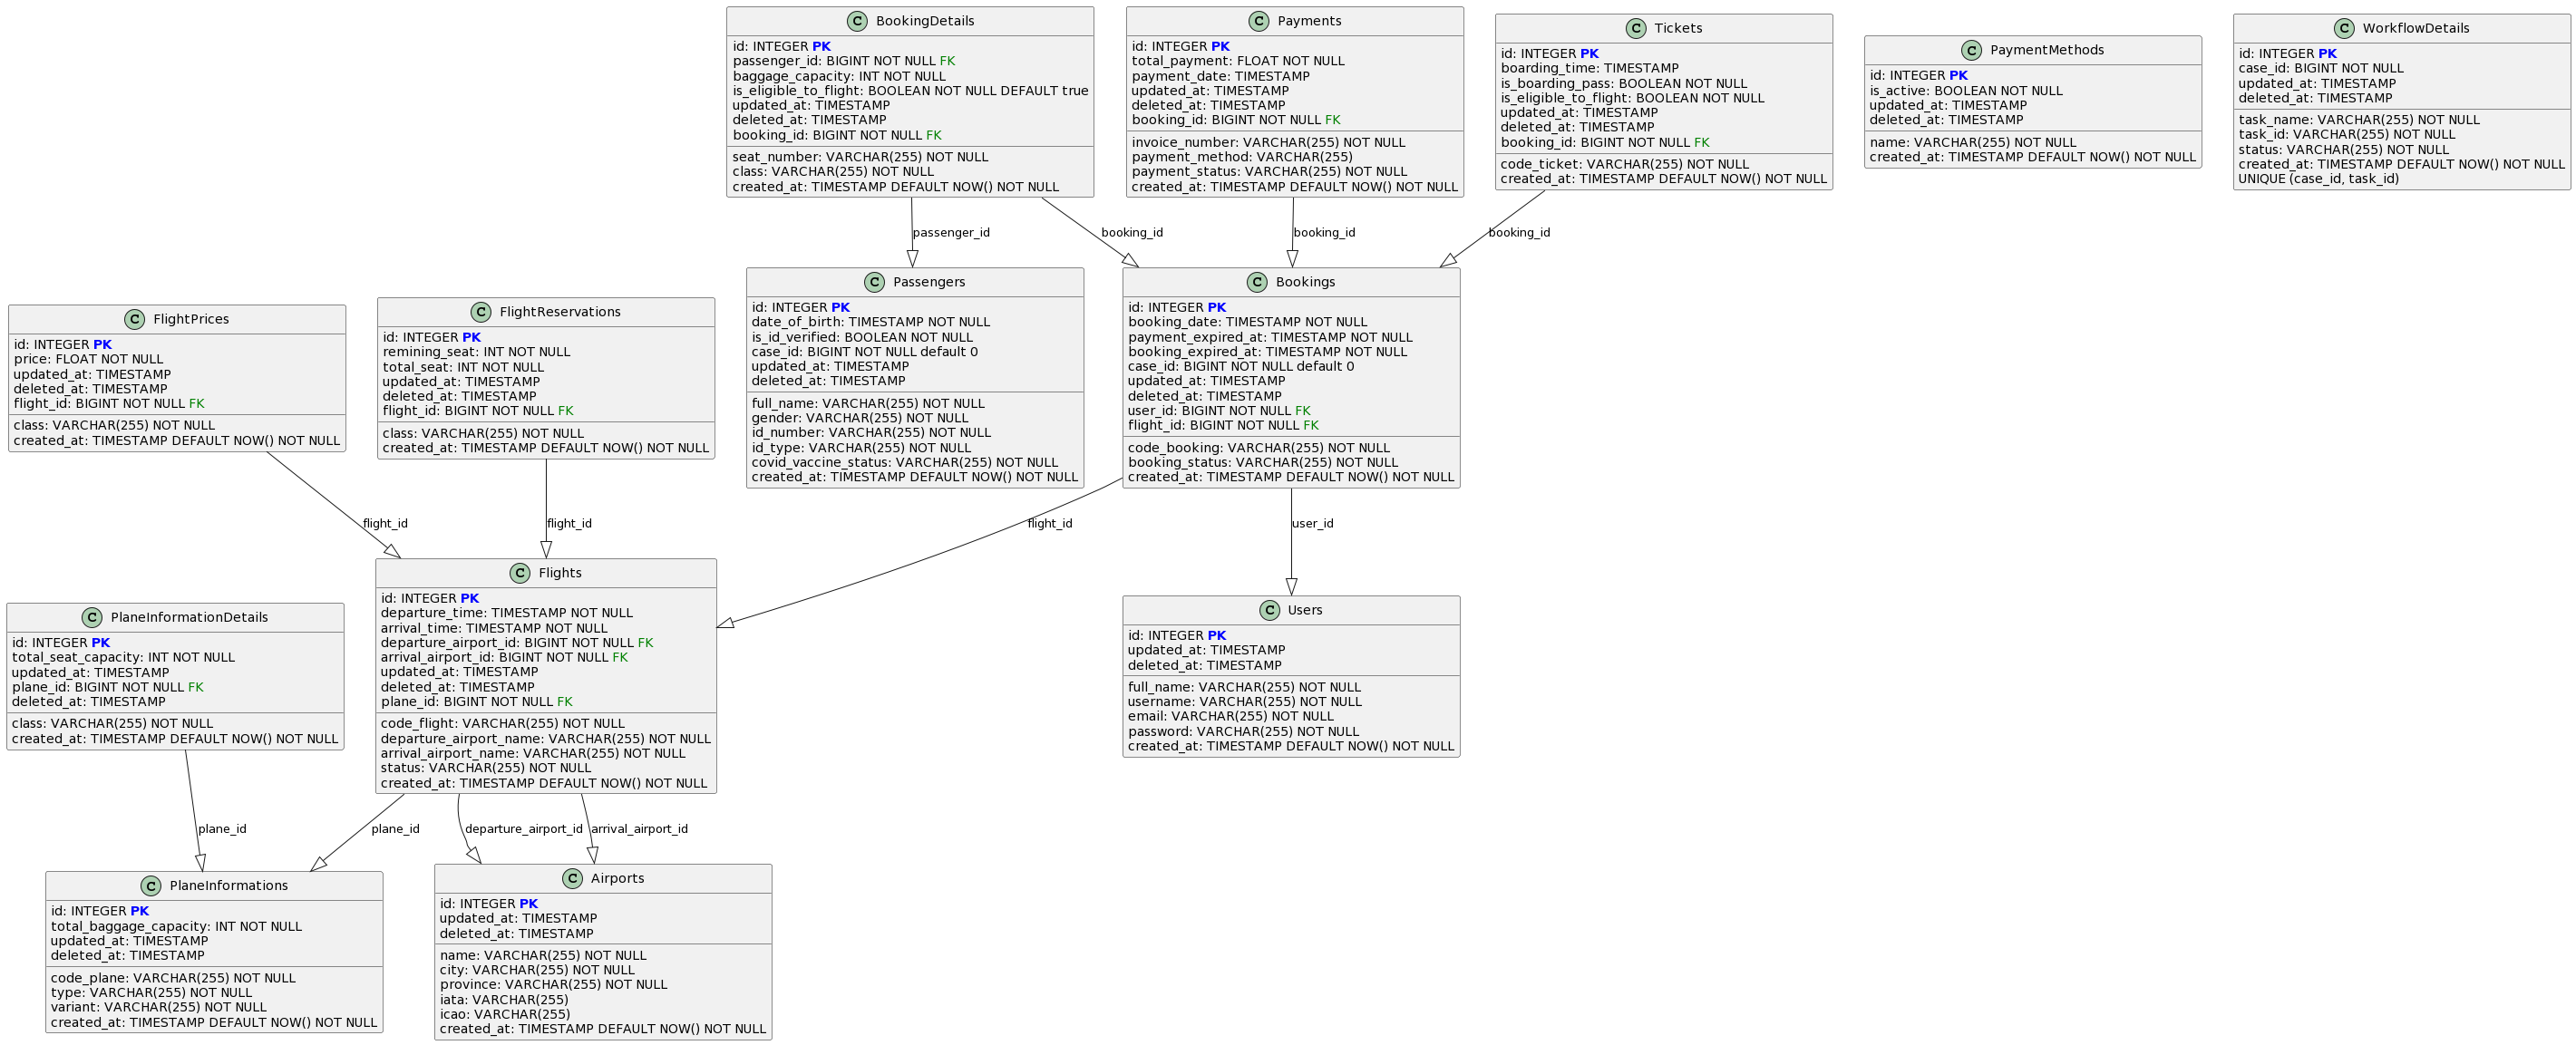 C BookingDetails
id: INTEGER PK
passenger_id: BIGINT NOT NULL FK
baggage_capacity: INT NOT NULL
is_eligible_to_flight: BOOLEAN NOT NULL DEFAULT true
updated_at: TIMESTAMP
deleted_at: TIMESTAMP
booking_id: BIGINT NOT NULL FK
seat_number: VARCHAR(255) NOT NULL
class: VARCHAR(255) NOT NULL
created_at: TIMESTAMP DEFAULT NOW() NOT NULL
C Payments
id: INTEGER PK
total_payment: FLOAT NOT NULL
payment_date: TIMESTAMP
updated_at: TIMESTAMP
deleted_at: TIMESTAMP
booking_id: BIGINT NOT NULL FK
invoice_number: VARCHAR(255) NOT NULL
payment_method: VARCHAR(255)
payment_status: VARCHAR(255) NOT NULL
created_at: TIMESTAMP DEFAULT NOW() NOT NULL
C Tickets
id: INTEGER PK
boarding_time: TIMESTAMP
is_boarding_pass: BOOLEAN NOT NULL
is_eligible_to_flight: BOOLEAN NOT NULL
updated_at: TIMESTAMP
deleted_at: TIMESTAMP
booking_id: BIGINT NOT NULL FK
code_ticket: VARCHAR(255) NOT NULL
created_at: TIMESTAMP DEFAULT NOW() NOT NULL
C PaymentMethods
id: INTEGER PK
is_active: BOOLEAN NOT NULL
updated_at: TIMESTAMP
deleted_at: TIMESTAMP
name: VARCHAR(255) NOT NULL
created_at: TIMESTAMP DEFAULT NOW() NOT NULL
C WorkflowDetails
id: INTEGER PK
case_id: BIGINT NOT NULL
updated_at: TIMESTAMP
deleted_at: TIMESTAMP
task_name: VARCHAR(255) NOT NULL
task_id: VARCHAR(255) NOT NULL
status: VARCHAR(255) NOT NULL
created_at: TIMESTAMP DEFAULT NOW() NOT NULL
UNIQUE (case_id, task_id)
passenger_id
booking_id
booking_id
booking_id
C FlightPrices
id: INTEGER PK
price: FLOAT NOT NULL
updated_at: TIMESTAMP
deleted_at: TIMESTAMP
flight_id: BIGINT NOT NULL FK
class: VARCHAR(255) NOT NULL
created_at: TIMESTAMP DEFAULT NOW() NOT NULL
C FlightReservations
id: INTEGER PK
remining_seat: INT NOT NULL
total_seat: INT NOT NULL
updated_at: TIMESTAMP
deleted_at: TIMESTAMP
flight_id: BIGINT NOT NULL FK
class: VARCHAR(255) NOT NULL
created_at: TIMESTAMP DEFAULT NOW() NOT NULL
C Passengers
id: INTEGER PK
date_of_birth: TIMESTAMP NOT NULL
is_id_verified: BOOLEAN NOT NULL
case_id: BIGINT NOT NULL default 0
updated_at: TIMESTAMP
deleted_at: TIMESTAMP
full_name: VARCHAR(255) NOT NULL
gender: VARCHAR(255) NOT NULL
id_number: VARCHAR(255) NOT NULL
id_type: VARCHAR(255) NOT NULL
covid_vaccine_status: VARCHAR(255) NOT NULL
created_at: TIMESTAMP DEFAULT NOW() NOT NULL
C Bookings
id: INTEGER PK
booking_date: TIMESTAMP NOT NULL
payment_expired_at: TIMESTAMP NOT NULL
booking_expired_at: TIMESTAMP NOT NULL
case_id: BIGINT NOT NULL default 0
updated_at: TIMESTAMP
deleted_at: TIMESTAMP
user_id: BIGINT NOT NULL FK
flight_id: BIGINT NOT NULL FK
code_booking: VARCHAR(255) NOT NULL
booking_status: VARCHAR(255) NOT NULL
created_at: TIMESTAMP DEFAULT NOW() NOT NULL
flight_id
flight_id
flight_id
user_id
C PlaneInformationDetails
id: INTEGER PK
total_seat_capacity: INT NOT NULL
updated_at: TIMESTAMP
plane_id: BIGINT NOT NULL FK
deleted_at: TIMESTAMP
class: VARCHAR(255) NOT NULL
created_at: TIMESTAMP DEFAULT NOW() NOT NULL
C Flights
id: INTEGER PK
departure_time: TIMESTAMP NOT NULL
arrival_time: TIMESTAMP NOT NULL
departure_airport_id: BIGINT NOT NULL FK
arrival_airport_id: BIGINT NOT NULL FK
updated_at: TIMESTAMP
deleted_at: TIMESTAMP
plane_id: BIGINT NOT NULL FK
code_flight: VARCHAR(255) NOT NULL
departure_airport_name: VARCHAR(255) NOT NULL
arrival_airport_name: VARCHAR(255) NOT NULL
status: VARCHAR(255) NOT NULL
created_at: TIMESTAMP DEFAULT NOW() NOT NULL
C Users
id: INTEGER PK
updated_at: TIMESTAMP
deleted_at: TIMESTAMP
full_name: VARCHAR(255) NOT NULL
username: VARCHAR(255) NOT NULL
email: VARCHAR(255) NOT NULL
password: VARCHAR(255) NOT NULL
created_at: TIMESTAMP DEFAULT NOW() NOT NULL
plane_id
plane_id
departure_airport_id
arrival_airport_id
C PlaneInformations
id: INTEGER PK
total_baggage_capacity: INT NOT NULL
updated_at: TIMESTAMP
deleted_at: TIMESTAMP
code_plane: VARCHAR(255) NOT NULL
type: VARCHAR(255) NOT NULL
variant: VARCHAR(255) NOT NULL
created_at: TIMESTAMP DEFAULT NOW() NOT NULL
C Airports
id: INTEGER PK
updated_at: TIMESTAMP
deleted_at: TIMESTAMP
name: VARCHAR(255) NOT NULL
city: VARCHAR(255) NOT NULL
province: VARCHAR(255) NOT NULL
iata: VARCHAR(255)
icao: VARCHAR(255)
created_at: TIMESTAMP DEFAULT NOW() NOT NULL